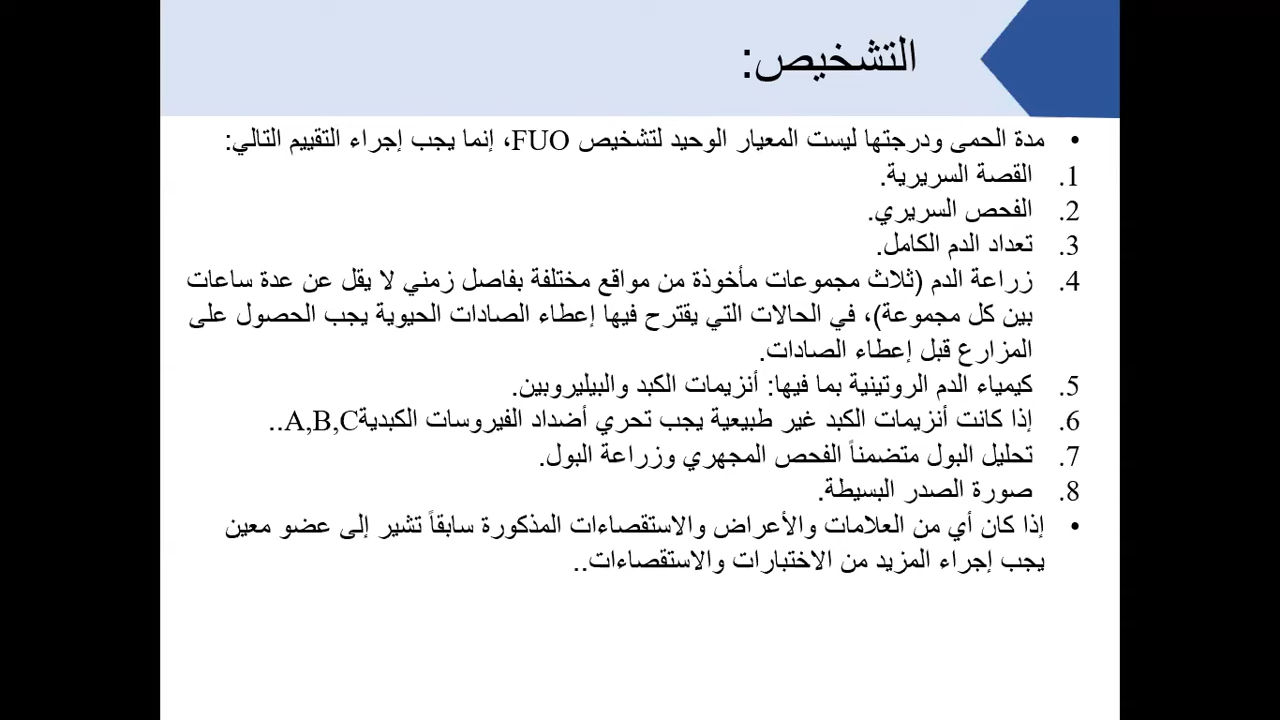 التشخيص:
• مدة الحمى ودرجتها ليست المعيار الوحيد لتشخيص FUO، إنما يجب إجراء التقييم التالي:
1. القصة السريرية.
2. الفحص السريري.
3. تعداد الدم الكامل.
4. زراعة الدم (ثلاث مجموعات مأخوذة من مواقع مختلفة بفاصل زمني لا يقل عن عدة ساعات
بين كل مجموعة)، في الحالات التي يقترح فيها إعطاء الصادات الحيوية يجب الحصول على
المزارع قبل إعطاء الصادات.
5. كيمياء الدم الروتينية بما فيها: أنزيمات الكبد والبيليروبين.
6. إذا كانت أنزيمات الكبد غير طبيعية يجب تحري أضداد الفيروسات الكبديةA,B,C..
7. تحليل البول متضمناً الفحص المجهري وزراعة البول.
8. صورة الصدر البسيطة.
• إذا كان أي من العلامات والأعراض والاستقصاءات المذكورة سابقاً تشير إلى عضو معين
يجب إجراء المزيد من الاختبارات والاستقصاءات..